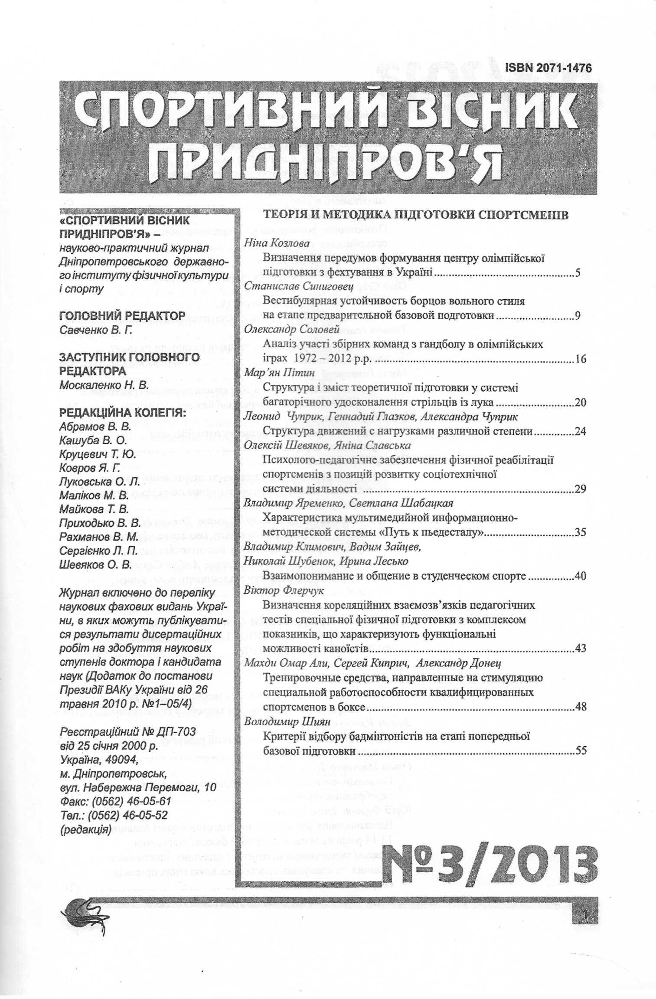 ISBN 2071-1476
СПОРТИВНИЙ ВІСНИК
ПРИДНІПРОВ'Я
«СПОРТИВНИЙ ВІСНИК
ПРИДНІПРОВ'Я» –
науково-практичний журнал
Дніпропетровського державно-
го інституту фізичної культури
і спорту
ГОЛОВНИЙ РЕДАКТОР
Савченко В. Г.
ЗАСТУПНИК ГОЛОВНОГО
РЕДАКТОРА
Москаленко Н. В.
РЕДАКЦІЙНА КОЛЕГІЯ:
Абрамов В. В.
Кашуба В. О.
Круцевич Т. Ю.
Ковров Я. Г.
Луковська О. Л.
Маліков М. В.
Майкова Т. В.
Приходько В. В.
Рахманов В. М.
Сергієнко Л. П.
Шевяков О. В.
Журнал включено до переліку
наукових фахових видань Украї-
ни, в яких можуть публікувати-
ся результати дисертаційних
робіт на здобуття наукових
ступенів доктора і кандидата
наук (Додаток до постанови
Президії ВАКу України від 26
травня 2010 р. №1–05/4)
Реєстраційний № ДП-703
від 25 січня 2000 р.
Україна, 49094,
м. Дніпропетровськ,
вул. Набережна Перемоги, 10
Факс: (0562) 46-05-61
Тел.: (0562) 46-05-52
(редакція)
ТЕОРІЯ И МЕТОДИКА ПІДГОТОВКИ СПОРТСМЕНІВ
Ніна Козлова
Визначення передумов формування центру олімпійської
підготовки з фехтування в Україні....................5
Станислав Синиговец
Вестибулярная устойчивость борцов вольного стиля
на етапе предварительной базовой подготовки....................9
Олександр Соловей
Аналіз участі збірних команд з гандболу в олімпійських
іграх 1972 – 2012 р.р.....................16
Мар'ян Пітин
Структура і зміст теоретичної підготовки у системі
багаторічного удосконалення стрільців із лука....................20
Леонид Чуприк, Геннадий Глазков, Александра Чуприк
Структура движений с нагрузками различной степени.............24
Олексій Шевяков, Яніна Славська
Психолого-педагогічне забезпечення фізичної реабілітації
спортсменів з позицій розвитку соціотехнічної
системи діяльності ....................29
Владимир Яременко, Светлана Шабацкая
Характеристика мультимедийной информационно-
методической системы «Путь к пьедесталу»....................35
Владимир Климович, Вадим Зайцев,
Николай Шубенок, Ирина Лесько
Взаимопонимание и общение в студенческом спорте...............40
Віктор Флерчук
Визначення кореляційних взаємозв'язків педагогічних
тестів спеціальної фізичної підготовки з комплексом
показників, що характеризують функціональні
можливості каноїстів....................43
Махди Омар Али, Сергей Киприч, Александр Донец
Тренировочные средства, направленные на стимуляцию
специальной работоспособности квалифицированных
спортсменов в боксе....................48
Володимир Шиян
Критерії відбору бадмінтоністів на етапі попередньої
базової підготовки....................55
№3/2013
1